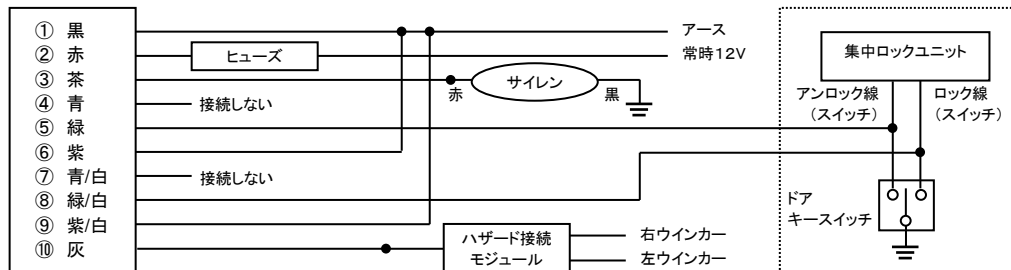 ① 黒
② 赤
③ 茶
④ 青
⑤ 緑
⑥ 紫
⑦ 青/白
⑧ 緑/白
⑨ 紫/白
⑩ 灰
ヒューズ
アース
常時12V
赤
サイレン
黒
接続しない
接続しない
ハザード接続
モジュール
右ウインカー
左ウインカー
集中ロックユニット
アンロック線
(スイッチ)
ロック線
(スイッチ)
ドア
キースイッチ